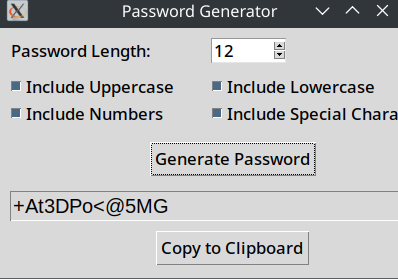 Password Generator
Password Length: 12
Include Uppercase Include Lowercase
Include Numbers Include Special Chara
Generate Password
+At3DPo<@5MG
Copy to Clipboard